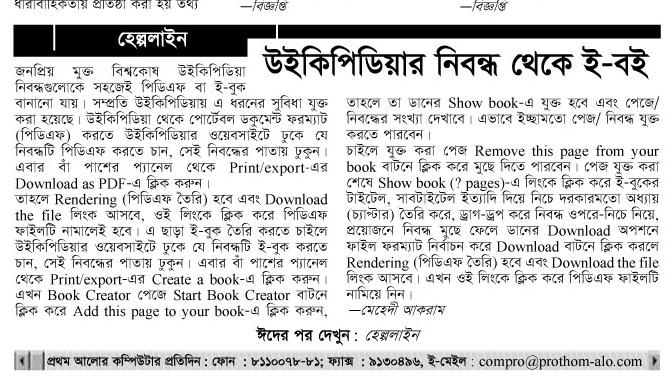 ধারাবাহিকতায় প্রতিষ্ঠা করা হয় তথ্য
—বিজ্ঞপ্তি
—বিজ্ঞপ্তি
হেল্পলাইন
উইকিপিডিয়ার নিবন্ধ থেকে ই-বই
জনপ্রিয় মুক্ত বিশ্বকোষ উইকিপিডিয়া
নিবন্ধগুলোকে সহজেই পিডিএফ বা ই-বুক
বানানো যায়। সম্প্রতি উইকিপিডিয়ায় এ ধরনের সুবিধা যুক্ত
করা হয়েছে। উইকিপিডিয়া থেকে পোর্টেবল ডকুমেন্ট ফরম্যাট
(পিডিএফ) করতে উইকিপিডিয়ার ওয়েবসাইটে ঢুকে যে
নিবন্ধটি পিডিএফ করতে চান, সেই নিবন্ধের পাতায় ঢুকুন।
এবার বাঁ পাশের প্যানেল থেকে Print/export-এর
Download as PDF-এ ক্লিক করুন।
তাহলে Rendering (পিডিএফ তৈরি) হবে এবং Download
the file লিংক আসবে, ওই লিংকে ক্লিক করে পিডিএফ
ফাইলটি নামালেই হবে। এ ছাড়া ই-বুক তৈরি করতে চাইলে
উইকিপিডিয়ার ওয়েবসাইটে ঢুকে যে নিবন্ধটি ই-বুক করতে
চান, সেই নিবন্ধের পাতায় ঢুকুন। এবার বাঁ পাশের প্যানেল
থেকে Print/export-এর Create a book-এ ক্লিক করুন।
এখন Book Creator পেজে Start Book Creator বাটনে
ক্লিক করে Add this page to your book-এ ক্লিক করুন,
তাহলে তা ডানের Show book-এ যুক্ত হবে এবং পেজে/
নিবন্ধের সংখ্যা দেখাবে। এভাবে ইচ্ছামতো পেজ/ নিবন্ধ যুক্ত
করতে পারবেন।
চাইলে যুক্ত করা পেজ Remove this page from your
book বাটনে ক্লিক করে মুছে দিতে পারবেন। পেজ যুক্ত করা
শেষে Show book (? pages)-এ লিংকে ক্লিক করে ই-বুকের
টাইটেল, সাবটাইটেল ইত্যাদি দিয়ে নিচে দরকারমতো অধ্যায়
(চ্যাপ্টার) তৈরি করে, ড্রাগ-ড্রপ করে নিবন্ধ ওপরে-নিচে নিয়ে,
প্রয়োজনে নিবন্ধ মুছে ফেলে ডানের Download অপশনে
ফাইল ফরম্যাট নির্বাচন করে Download বাটনে ক্লিক করলে
Rendering (পিডিএফ তৈরি) হবে এবং Download the file
লিংক আসবে। এখন ওই লিংকে ক্লিক করে পিডিএফ ফাইলটি
নামিয়ে নিন।
—মেহেদী আকরাম
ঈদের পর দেখুন : হেল্পলাইন
প্রথম আলোর কম্পিউটার প্রতিদিন : ফোন : ৮১১০০৭৮-৮১; ফ্যাক্স : ৯১৩০৪৯৬, ই-মেইল : compro@prothom-alo.com